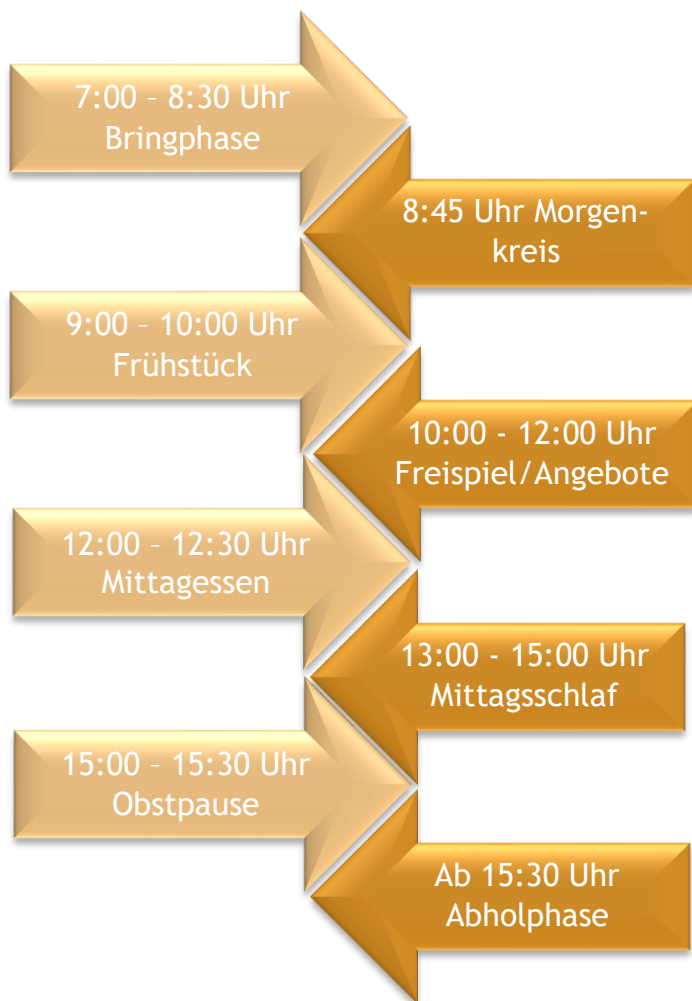 7:00 – 8:30 Uhr
Bringphase
8:45 Uhr Morgen-
kreis
9:00 – 10:00 Uhr
Frühstück
10:00 - 12:00 Uhr
Freispiel/Angebote
12:00 – 12:30 Uhr
Mittagessen
13:00 - 15:00 Uhr
Mittagsschlaf
15:00 – 15:30 Uhr
Obstpause
Ab 15:30 Uhr
Abholphase